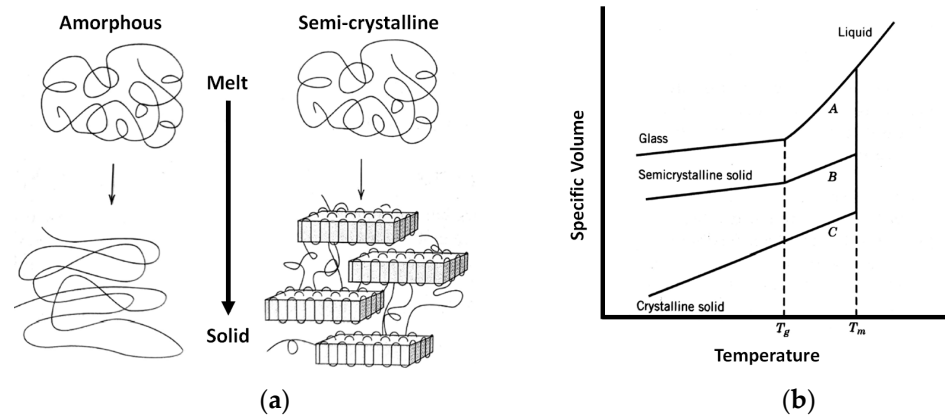 Amorphous
Semi-crystalline
Melt
Solid
(a)
Specific Volume
Liquid
A
Glass
Semicrystalline solid
B
C
Crystalline solid
Tg
Tm
Temperature
(b)